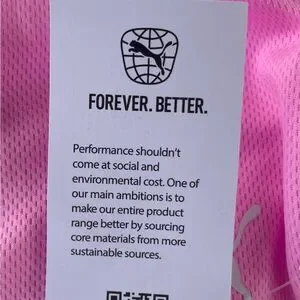 FOREVER. BETTER.
Performance shouldn't
come at social and
environmental cost. One of
our main ambitions is to
make our entire product
range better by sourcing
core materials from more
sustainable sources.